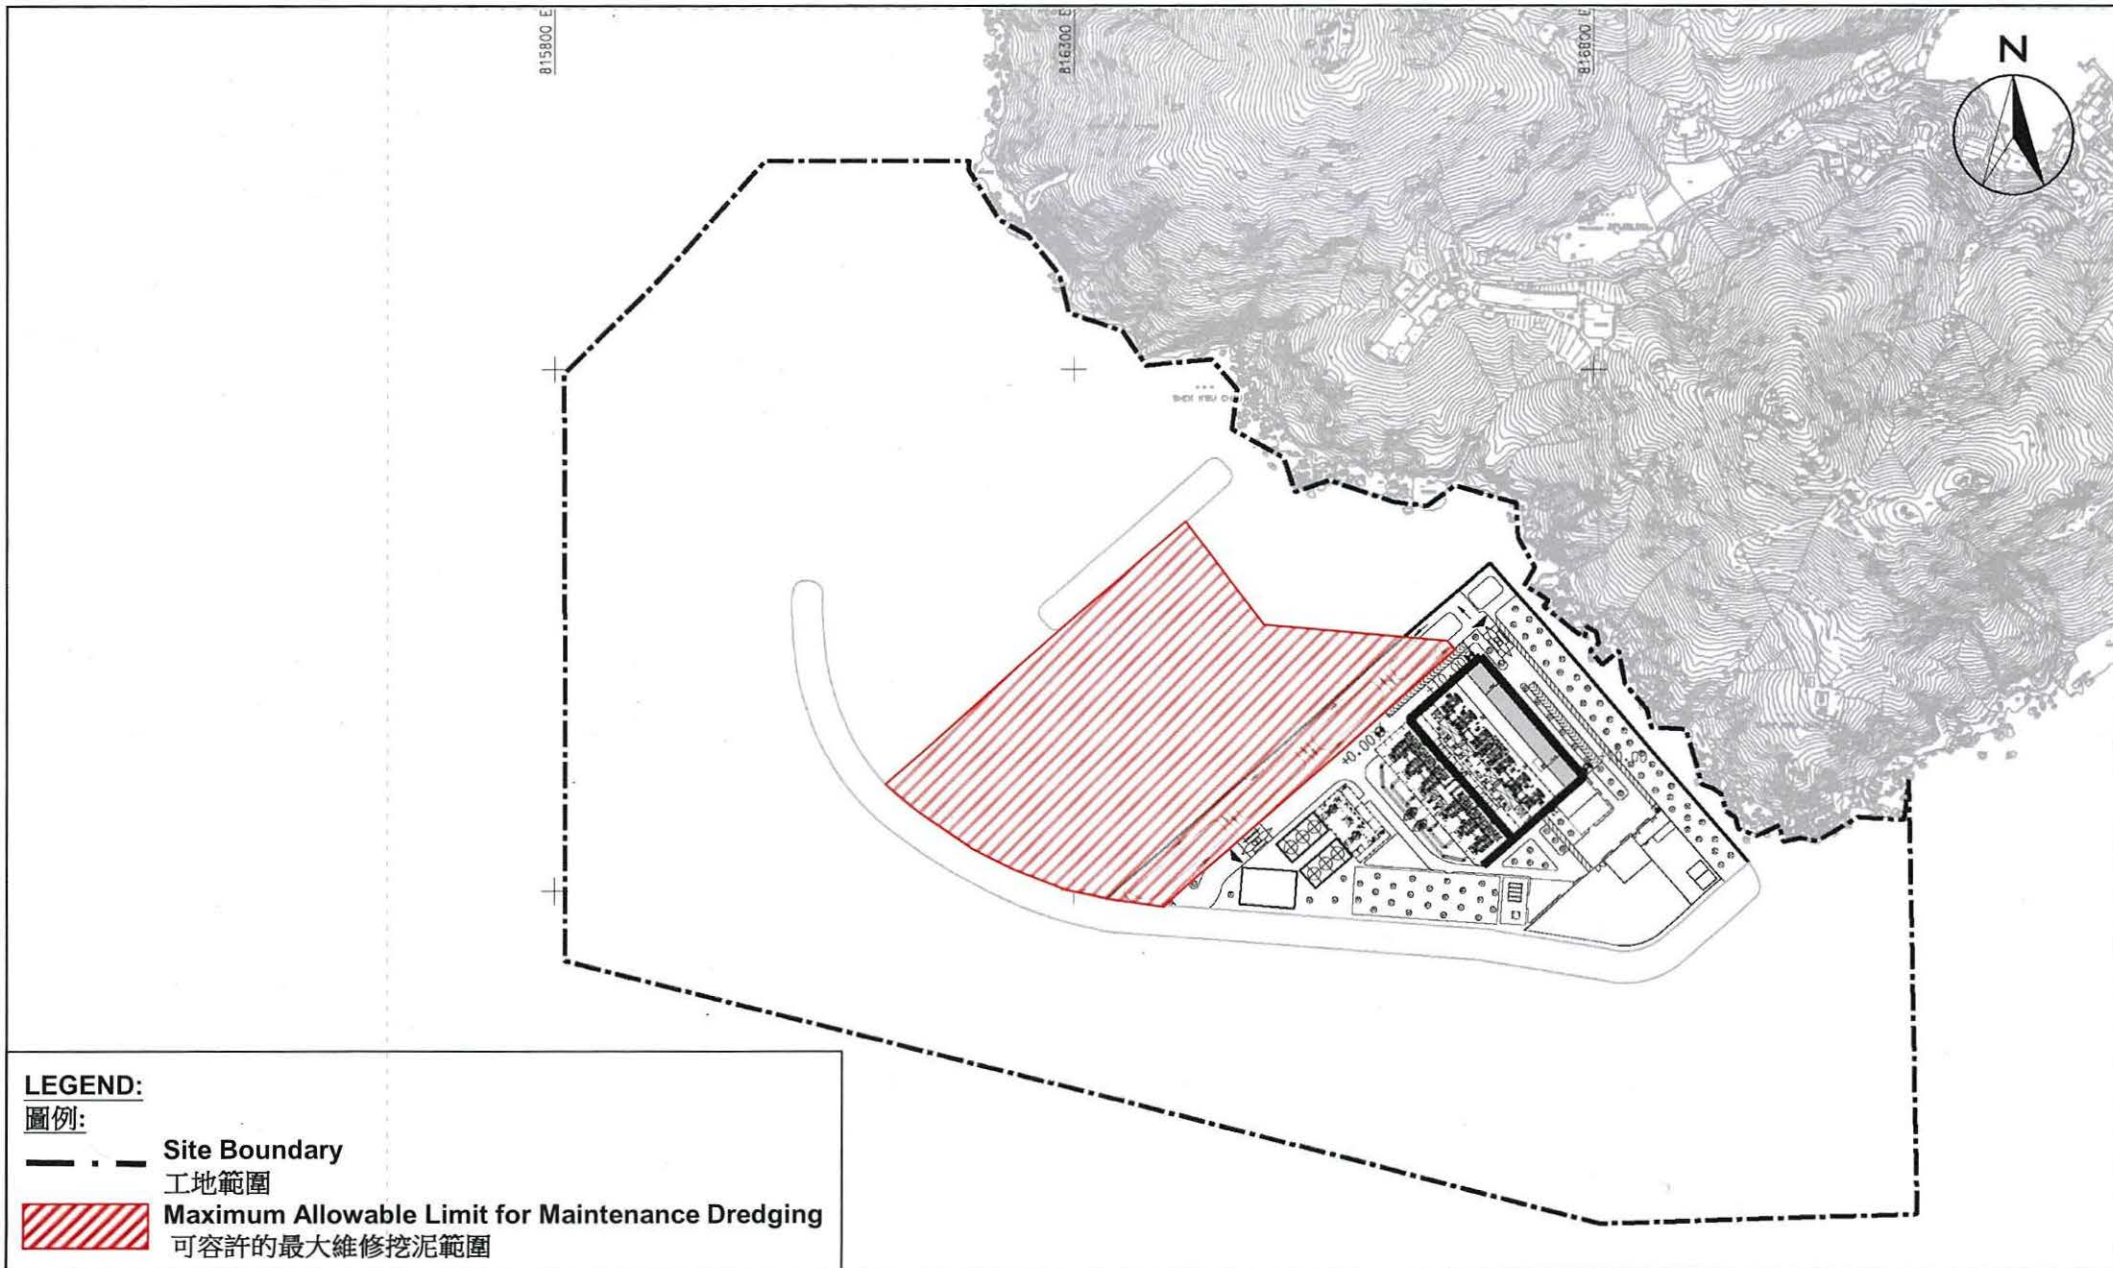 815800 E
816300 E
816800 E
N
+0.00
LEGEND:
圖例:
Site Boundary
工地範圍
Maximum Allowable Limit for Maintenance Dredging
可容許的最大維修挖泥範圍